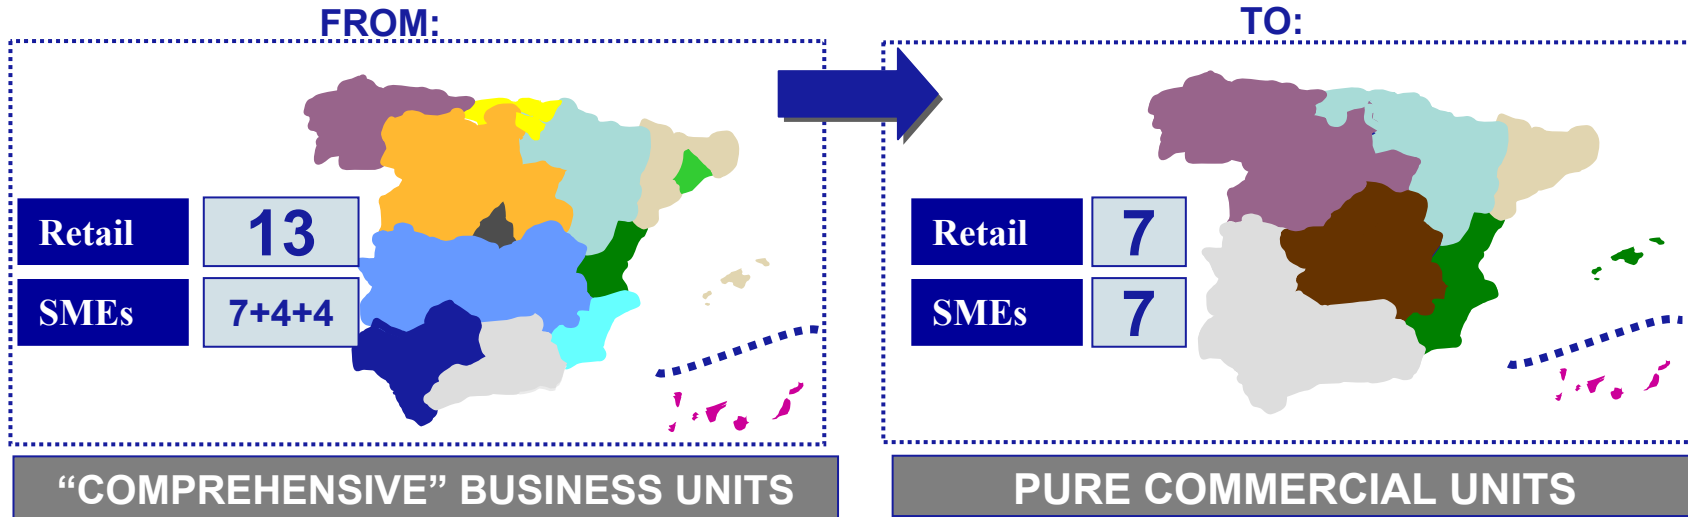 FROM:
Retail 13
SMEs 7+4+4
“COMPREHENSIVE” BUSINESS UNITS
TO:
Retail 7
SMEs 7
PURE COMMERCIAL UNITS